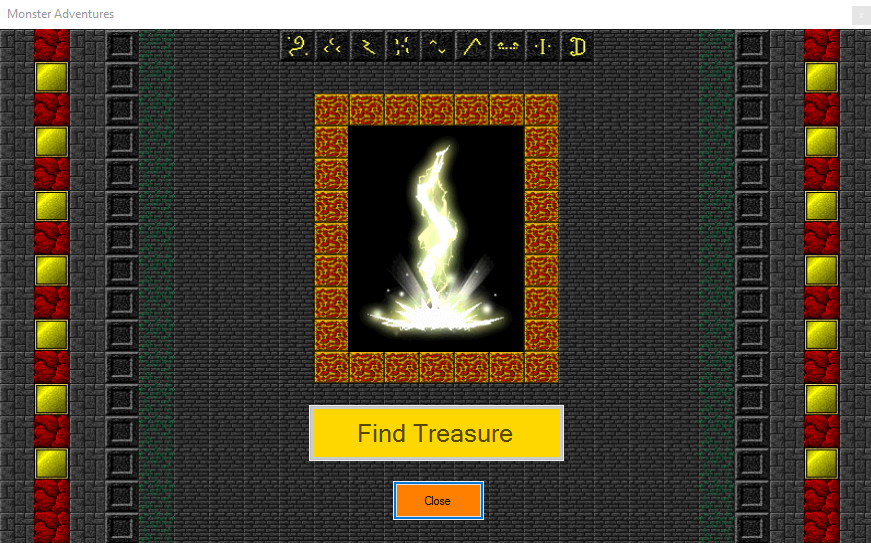 Monster Adventures
Find Treasure
Close